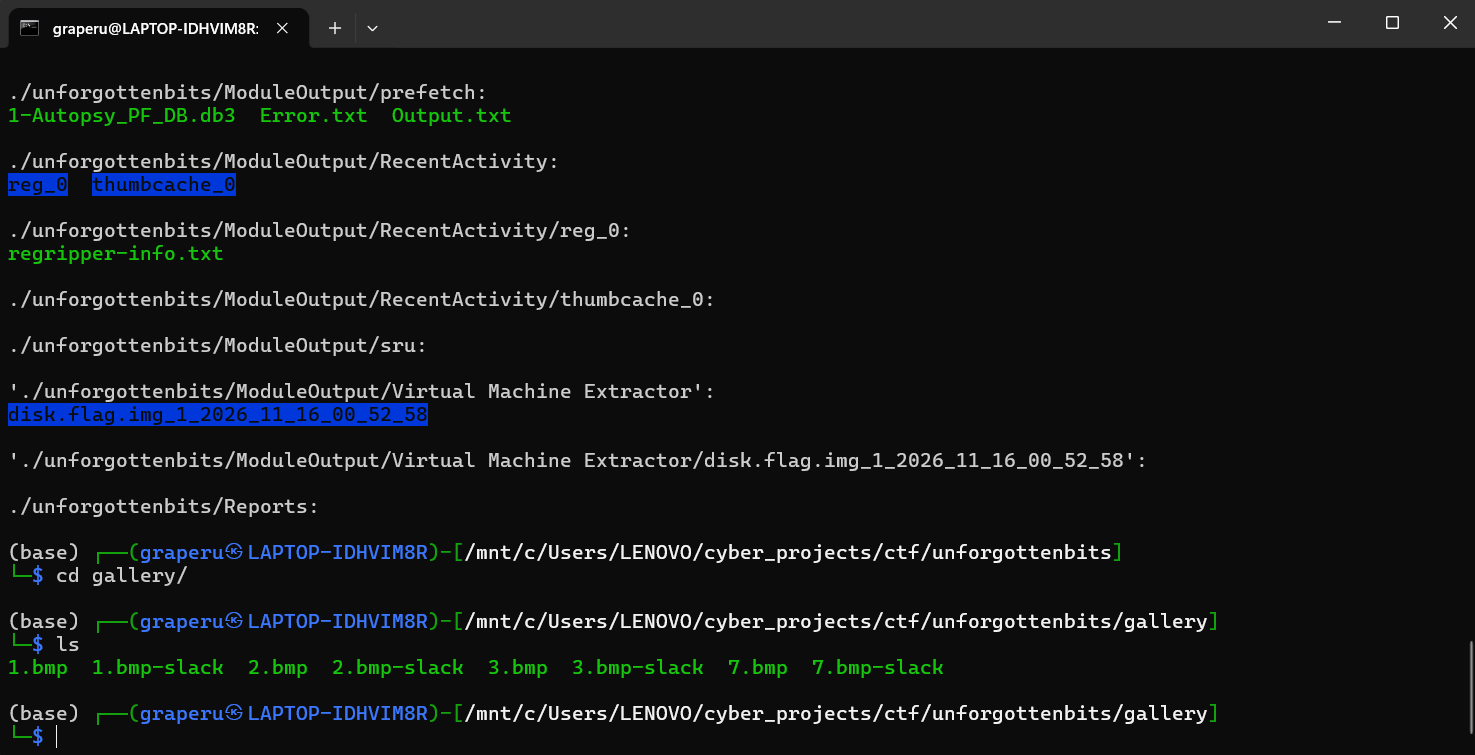 graperu@LAPTOP-IDHVIM8R:
./unforgottenbits/ModuleOutput/prefetch:
1-Autopsy_PF_DB.db3  Error.txt  Output.txt
./unforgottenbits/ModuleOutput/RecentActivity:
reg_0  thumbcache_0
./unforgottenbits/ModuleOutput/RecentActivity/reg_0:
regripper-info.txt
./unforgottenbits/ModuleOutput/RecentActivity/thumbcache_0:
./unforgottenbits/ModuleOutput/sru:
'./unforgottenbits/ModuleOutput/Virtual Machine Extractor':
disk.flag.img_1_2026_11_16_00_52_58
'./unforgottenbits/ModuleOutput/Virtual Machine Extractor/disk.flag.img_1_2026_11_16_00_52_58':
./unforgottenbits/Reports:
(base) ┌──(graperu㉿LAPTOP-IDHVIM8R)-[/mnt/c/Users/LENOVO/cyber_projects/ctf/unforgottenbits]
└─$ cd gallery/
(base) ┌──(graperu㉿LAPTOP-IDHVIM8R)-[/mnt/c/Users/LENOVO/cyber_projects/ctf/unforgottenbits/gallery]
└─$ ls
1.bmp  1.bmp-slack  2.bmp  2.bmp-slack  3.bmp  3.bmp-slack  7.bmp  7.bmp-slack
(base) ┌──(graperu㉿LAPTOP-IDHVIM8R)-[/mnt/c/Users/LENOVO/cyber_projects/ctf/unforgottenbits/gallery]
└─$